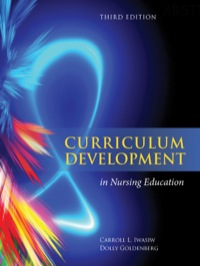 THIRD EDITION
CURRICULUM
DEVELOPMENT
in Nursing Education
CARROLL L. IWASIW
DOLLY GOLDENBERG